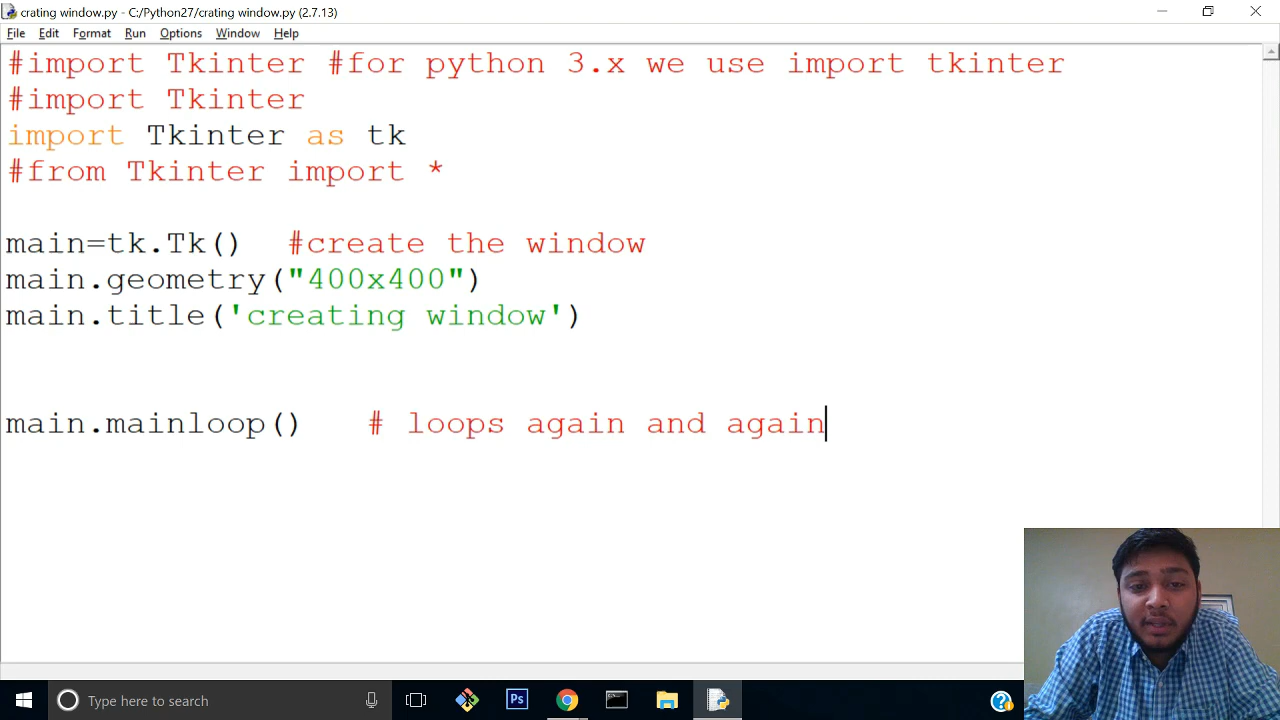 crating window.py - C:/Python27/crating window.py (2.7.13)
File Edit Format Run Options Window Help
#import Tkinter #for python 3.x we use import tkinter
#import Tkinter
import Tkinter as tk
#from Tkinter import *
main=tk.Tk() #create the window
main.geometry("400x400")
main.title('creating window')
main.mainloop() # loops again and again
Type here to search
Ps